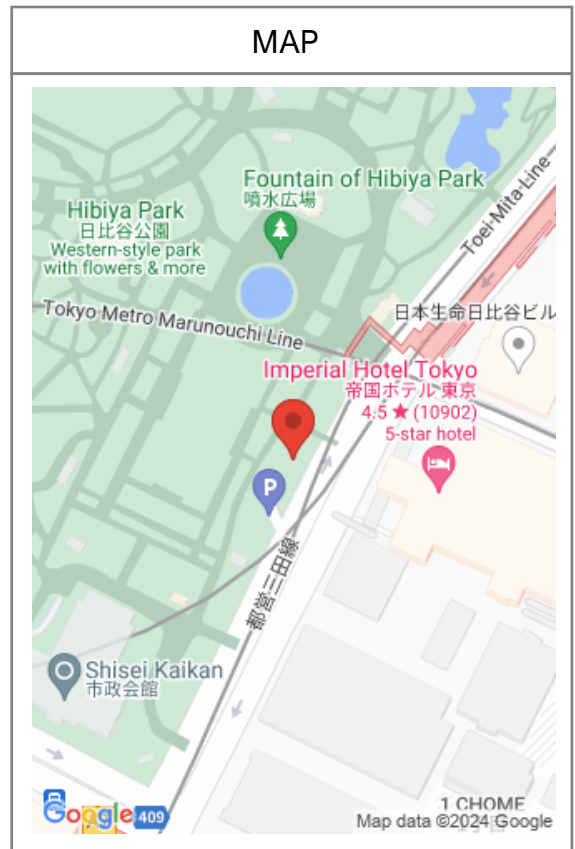 MAP
Fountain of Hibiya Park
噴水広場
Hibiya Park
日比谷公園
Western-style park
with flowers & more
Toei-Mita-Line
Tokyo Metro Marunouchi Line
日本生命日比谷ビル
Imperial Hotel Tokyo
帝国ホテル 東京
4.5 ★ (10902)
5-star hotel
P
都営三田線
Shisei Kaikan
市政会館
1 CHOME
Google
409
Map data ©2024 Google